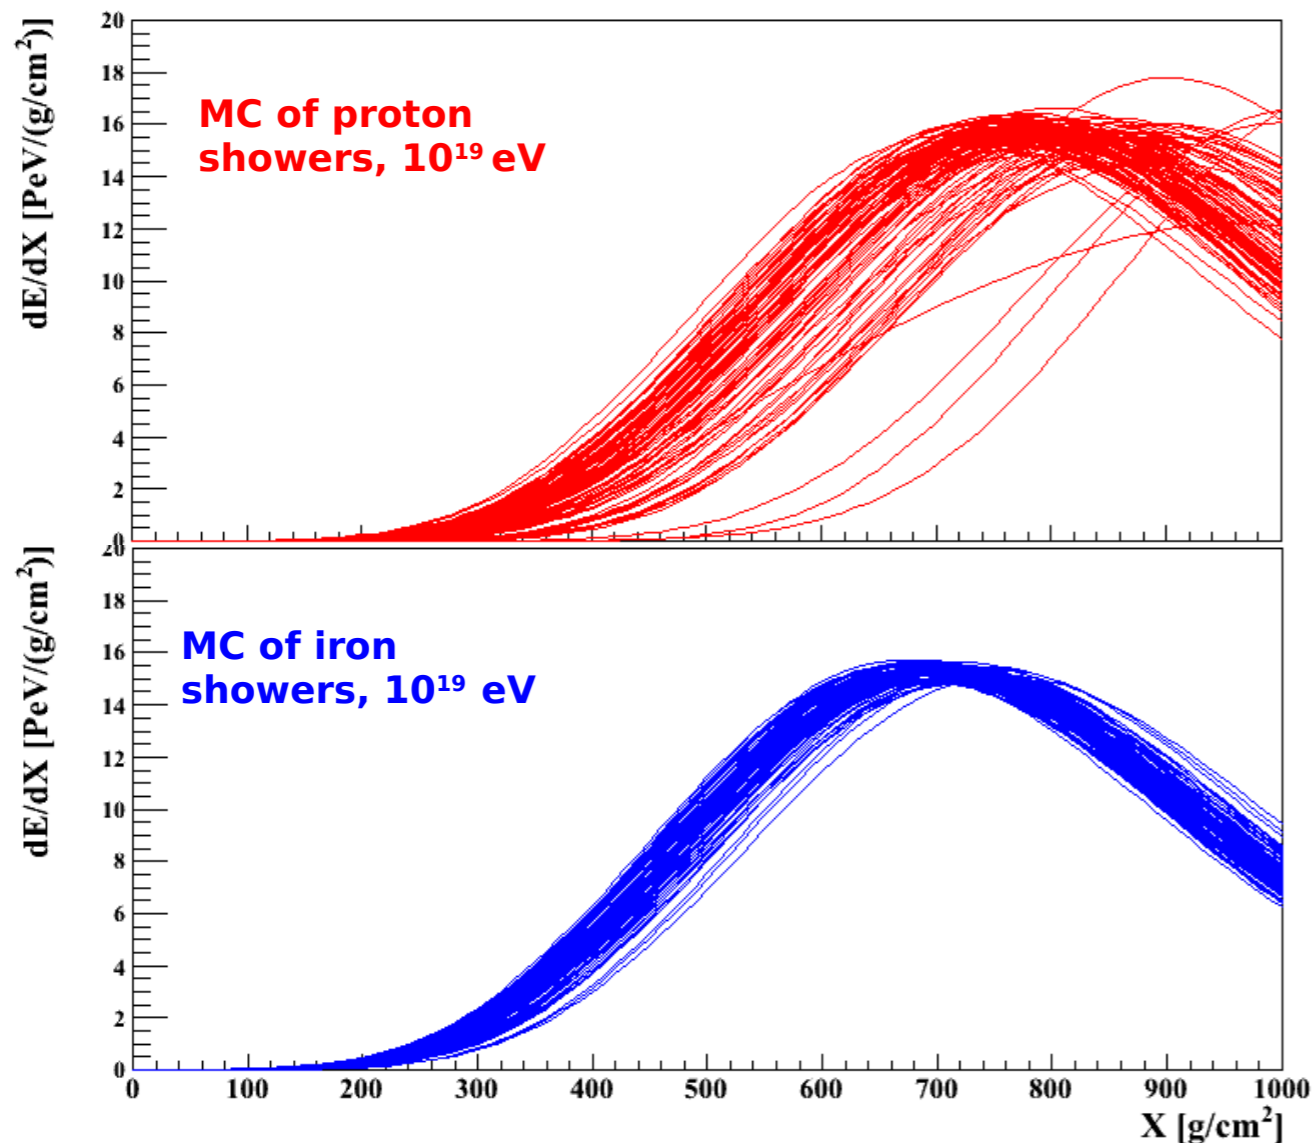 dE/dX [PeV/(g/cm²)]
20
18
16
14
12
10
8
6
4
2
0
MC of proton
showers, 10¹⁹ eV
dE/dX [PeV/(g/cm²)]
20
18
16
14
12
10
8
6
4
2
0
MC of iron
showers, 10¹⁹ eV
0 100 200 300 400 500 600 700 800 900 1000
X [g/cm²]